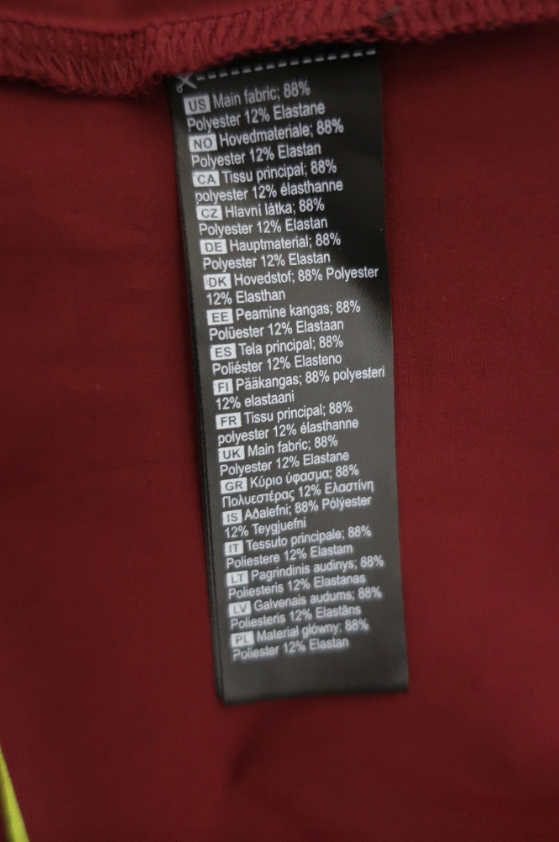 US Main fabric; 88%
Polyester 12% Elastane
NO Hovedmateriale; 88%
Polyester 12% Elastan
CA Tissu principal; 88%
polyester 12% élasthanne
CZ Hlavní látka; 88%
Polyester 12% Elastan
DE Hauptmaterial; 88%
Polyester 12% Elastan
DK Hovedstof; 88% Polyester
12% Elasthan
EE Peamine kangas; 88%
Polüester 12% Elastaan
ES Tela principal; 88%
Poliéster 12% Elasteno
FI Pääkangas; 88% polyesteri
12% elastaani
FR Tissu principal; 88%
polyester 12% élasthanne
UK Main fabric; 88%
Polyester 12% Elastane
GR Κύριο ύφασμα; 88%
Πολυεστέρας 12% Ελαστίνη
IS Aðalefni; 88% Pólýester
12% Teygjuefni
IT Tessuto principale; 88%
Poliestere 12% Elastam
LT Pagrindinis audinys; 88%
Poliesteris 12% Elastanas
LV Galvenais audums; 88%
Poliesteris 12% Elastāns
PL Materiał główny; 88%
Poliester 12% Elastan